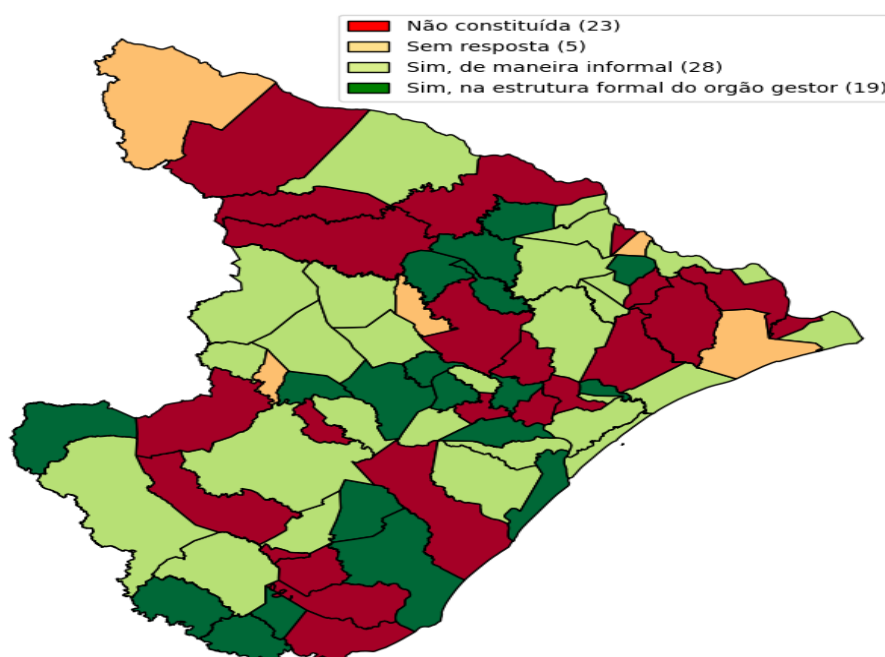 Não constituída (23)
Sem resposta (5)
Sim, de maneira informal (28)
Sim, na estrutura formal do orgão gestor (19)